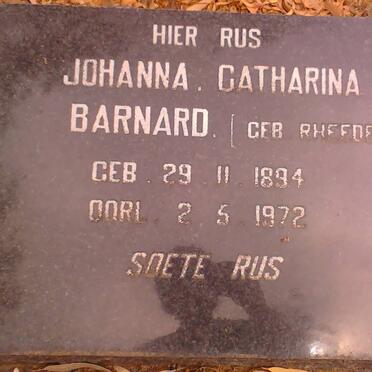 HIER RUS
JOHANNA. CATHARINA
BARNARD. [GEB
GEB. 29. 11. 1894
OORL. 2. 5. 1972
SOETE RUS